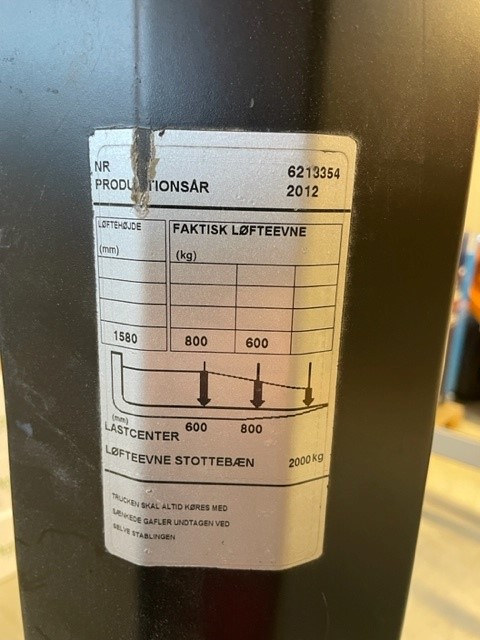 NR 6213354
PRODUKTIONSÅR 2012
LØFTEHØJDE FAKTISK LØFTEEVNE
(mm) (kg)
1580 800 600
(mm) 600 800
LASTCENTER
LØFTEEVNE STOTTEBÆN 2000 kg
TRUCKEN SKAL ALTID KØRES MED
SÆNKEDE GAFLER UNDTAGEN VED
SELVE STABLINGEN